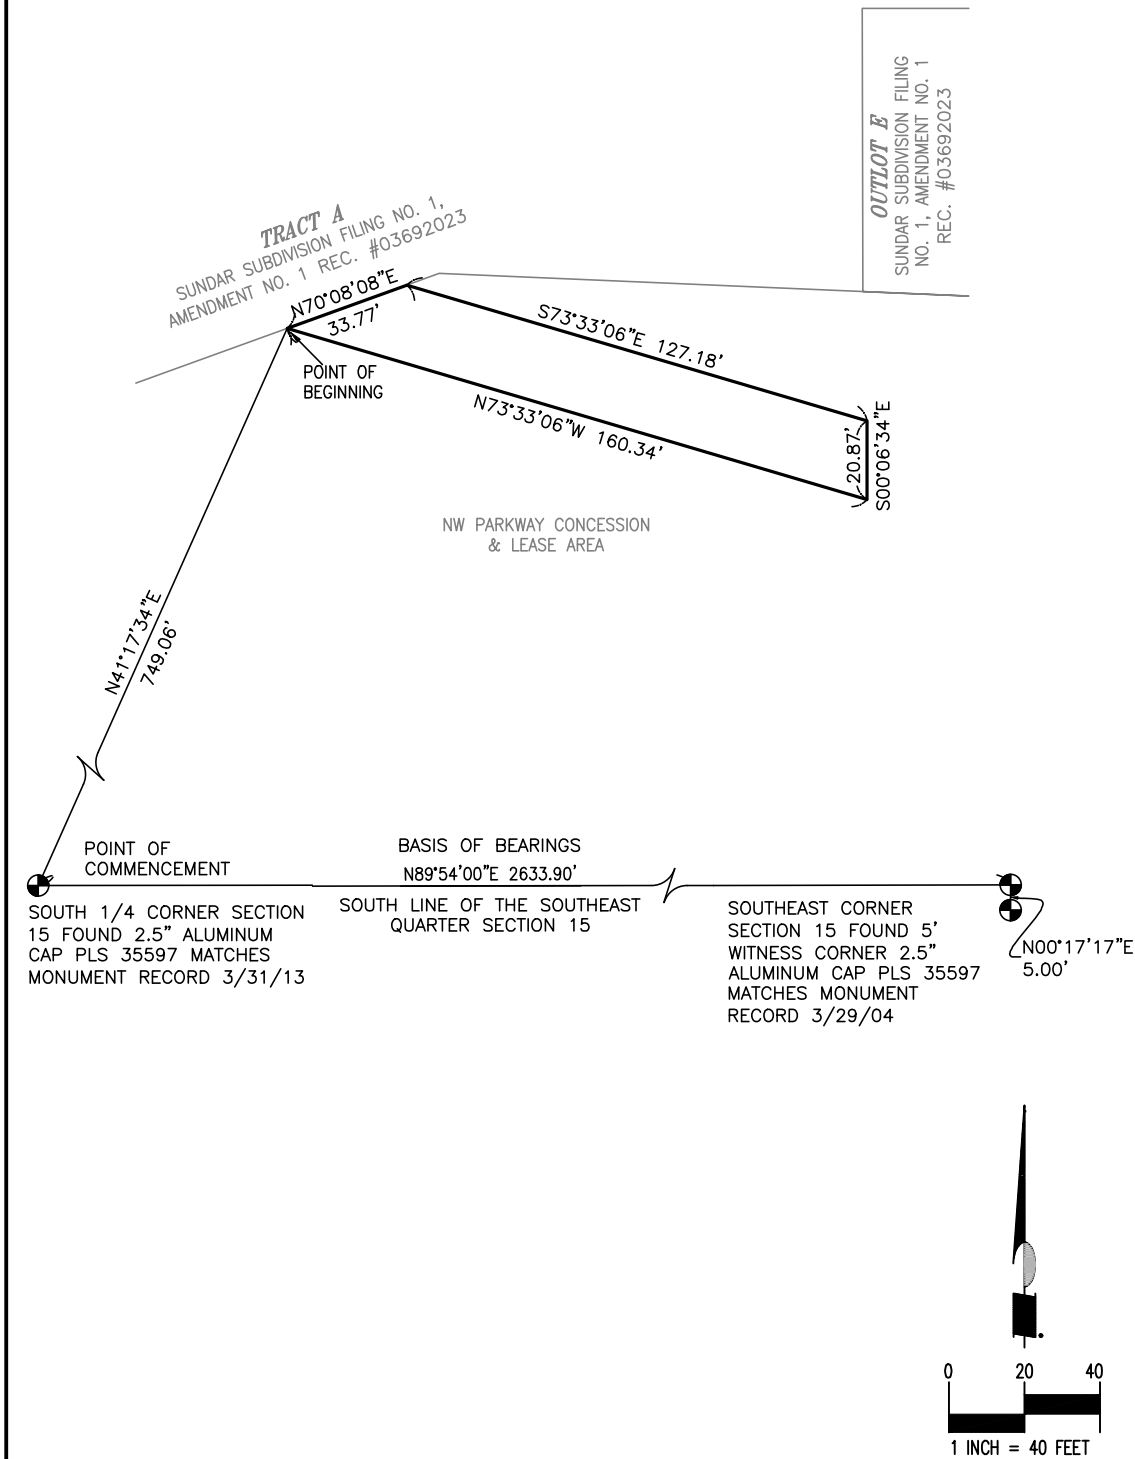 OUTLOT E
SUNDAR SUBDIVISION FILING
NO. 1, AMENDMENT NO. 1
REC. #03692023
TRACT A
SUNDAR SUBDIVISION FILING NO. 1,
AMENDMENT NO. 1 REC. #03692023
N70°08'08"E
33.77'
POINT OF
BEGINNING
S73°33'06"E 127.18'
N73°33'06"W 160.34'
20.87'
S00°06'34"E
NW PARKWAY CONCESSION
& LEASE AREA
N41°17'34"E
749.06'
POINT OF
COMMENCEMENT
BASIS OF BEARINGS
N89°54'00"E 2633.90'
SOUTH LINE OF THE SOUTHEAST
QUARTER SECTION 15
SOUTH 1/4 CORNER SECTION
15 FOUND 2.5" ALUMINUM
CAP PLS 35597 MATCHES
MONUMENT RECORD 3/31/13
SOUTHEAST CORNER
SECTION 15 FOUND 5'
WITNESS CORNER 2.5"
ALUMINUM CAP PLS 35597
MATCHES MONUMENT
RECORD 3/29/04
N00°17'17"E
5.00'
0 20 40
1 INCH = 40 FEET